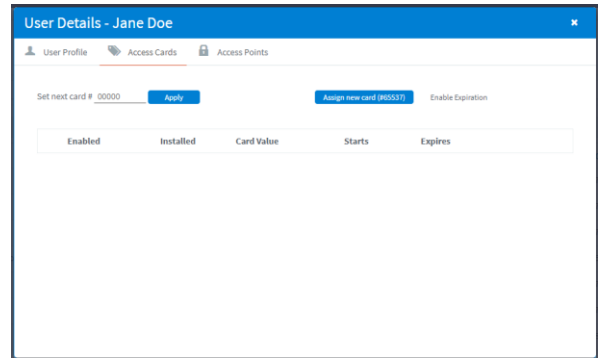 User Details - Jane Doe
User Profile Access Cards Access Points
Set next card # 00000 Apply Assign new card (#65537) Enable Expiration
Enabled Installed Card Value Starts Expires